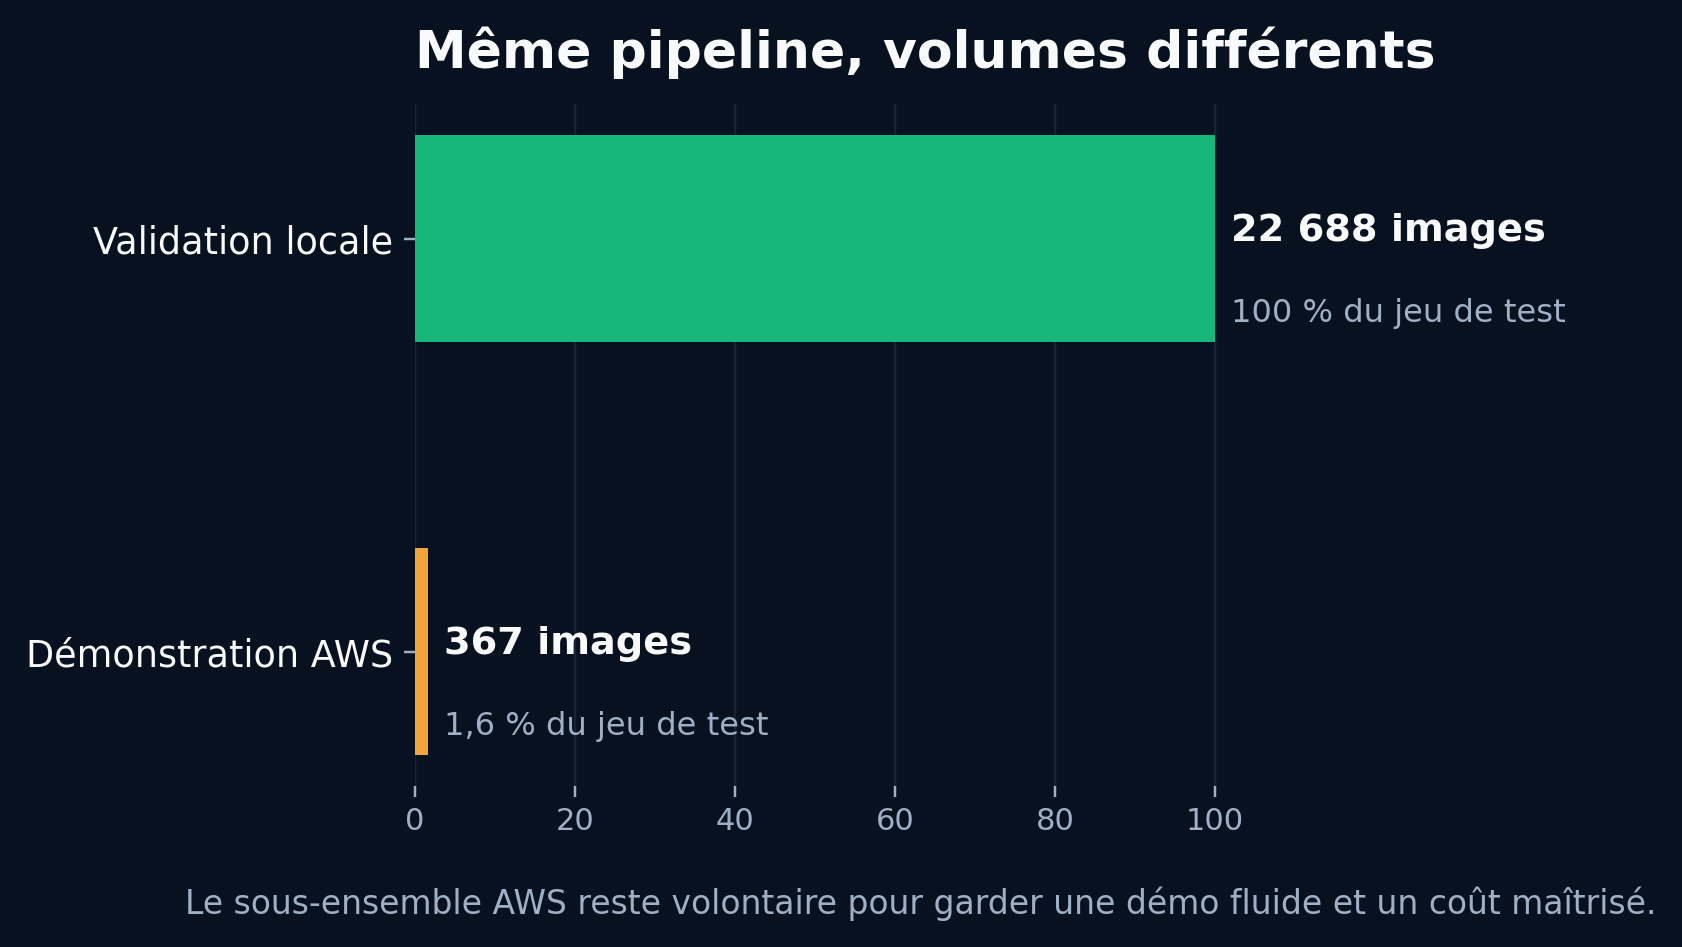 Même pipeline, volumes différents
Validation locale
22 688 images
100 % du jeu de test
Démonstration AWS
367 images
1,6 % du jeu de test
0 20 40 60 80 100
Le sous-ensemble AWS reste volontaire pour garder une démo fluide et un coût maîtrisé.